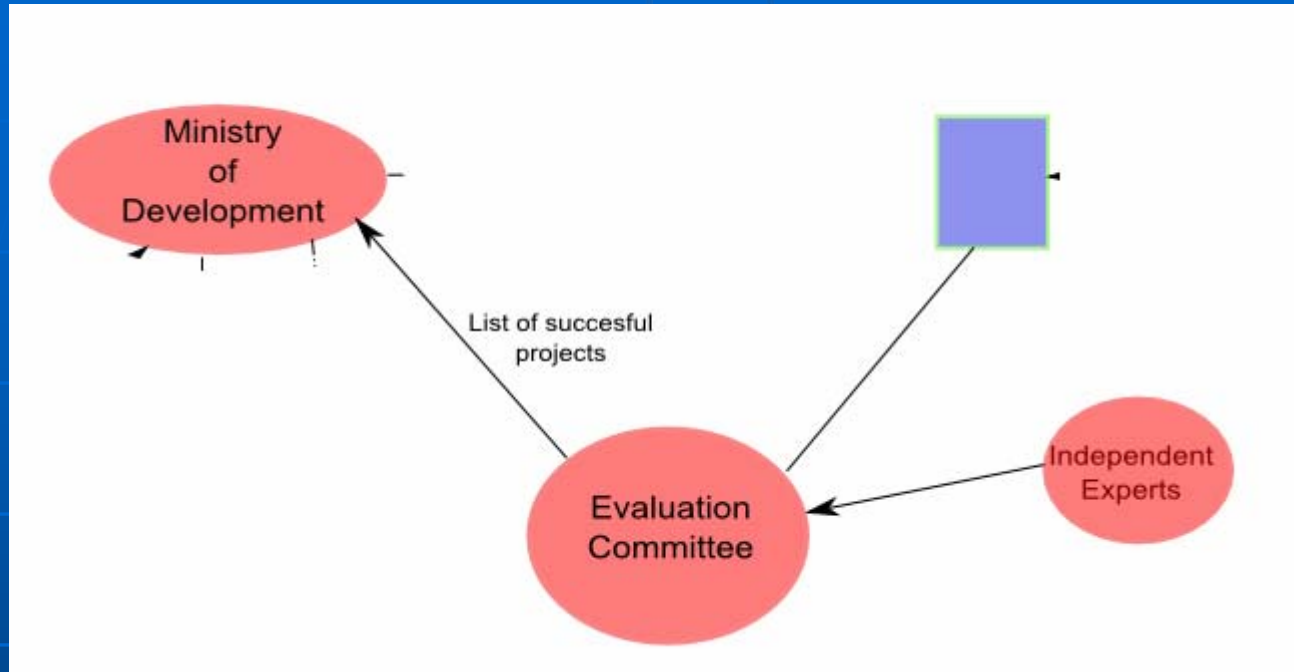 Ministry
of
Development
List of succesful
projects
Independent
Experts
Evaluation
Committee